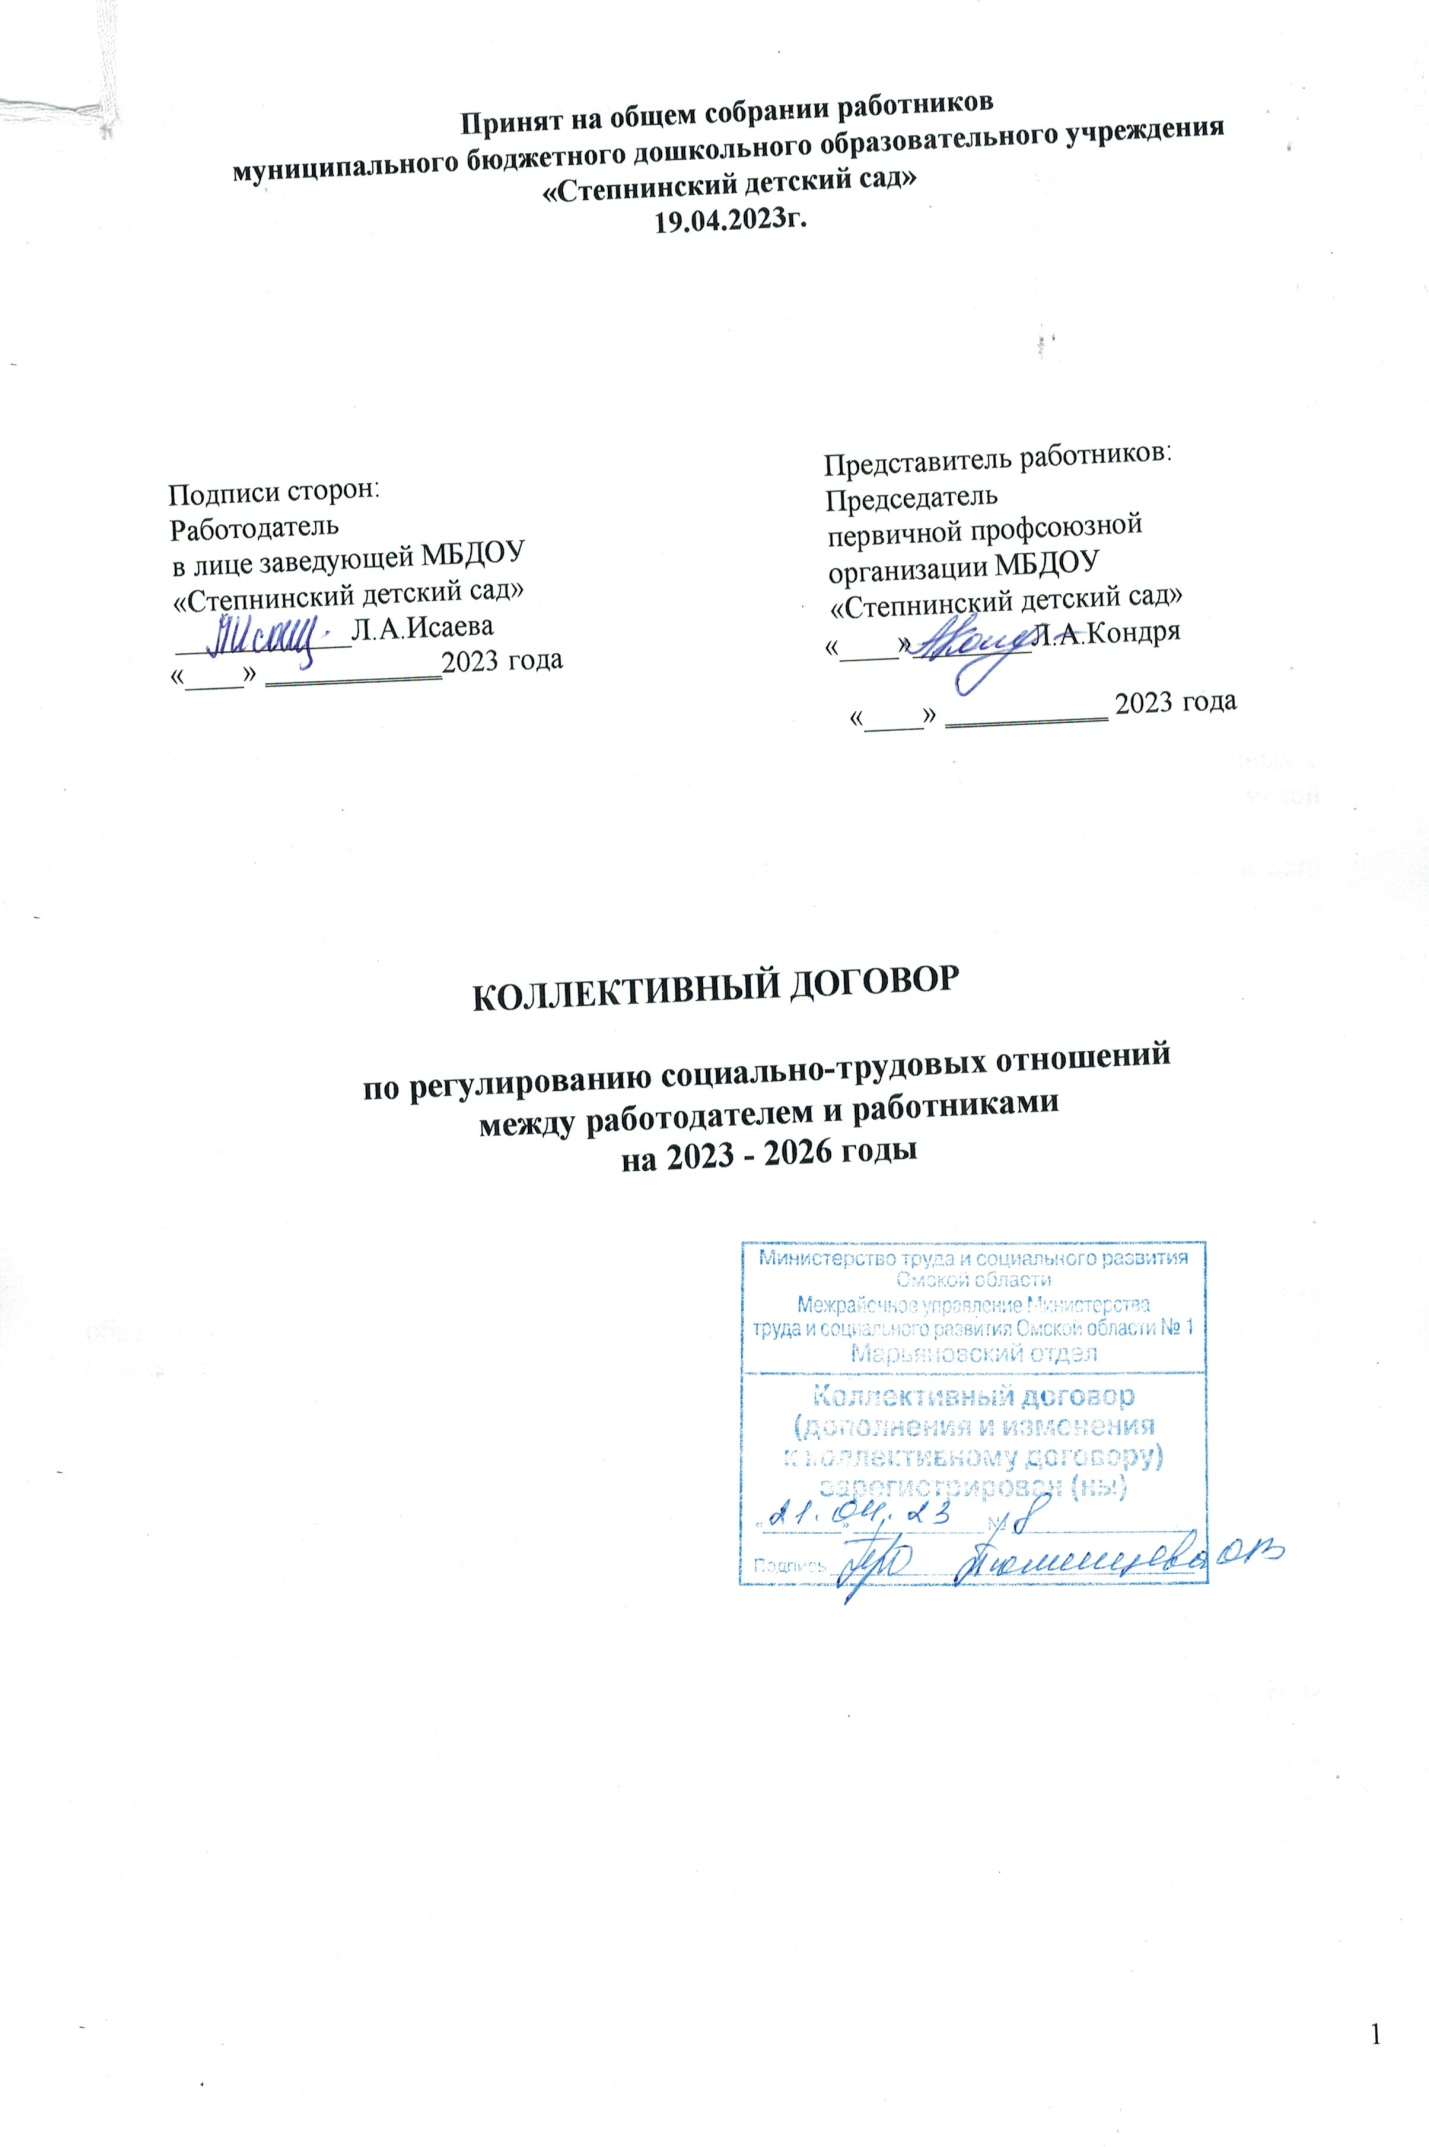 Принят на общем собрании работников
муниципального бюджетного дошкольного образовательного учреждения
«Степнинский детский сад»
19.04.2023г.
Подписи сторон:
Работодатель
в лице заведующей МБДОУ
«Степнинский детский сад»
____________Л.А.Исаева
«____» ____________2023 года
Представитель работников:
Председатель
первичной профсоюзной
организации МБДОУ
«Степнинский детский сад»
«____»________Л.А.Кондря
«____» ___________ 2023 года
КОЛЛЕКТИВНЫЙ ДОГОВОР
по регулированию социально-трудовых отношений
между работодателем и работниками
на 2023 - 2026 годы
Министерство труда и социального развития
Омской области
Межрайонное управление Министерства
труда и социального развития Омской области № 1
Марьяновский отдел
Коллективный договор
(дополнения и изменения
к коллективному договору)
зарегистрирован (ны)
«21.04.23 № 8
Подпись Тюменцева ОВ
1